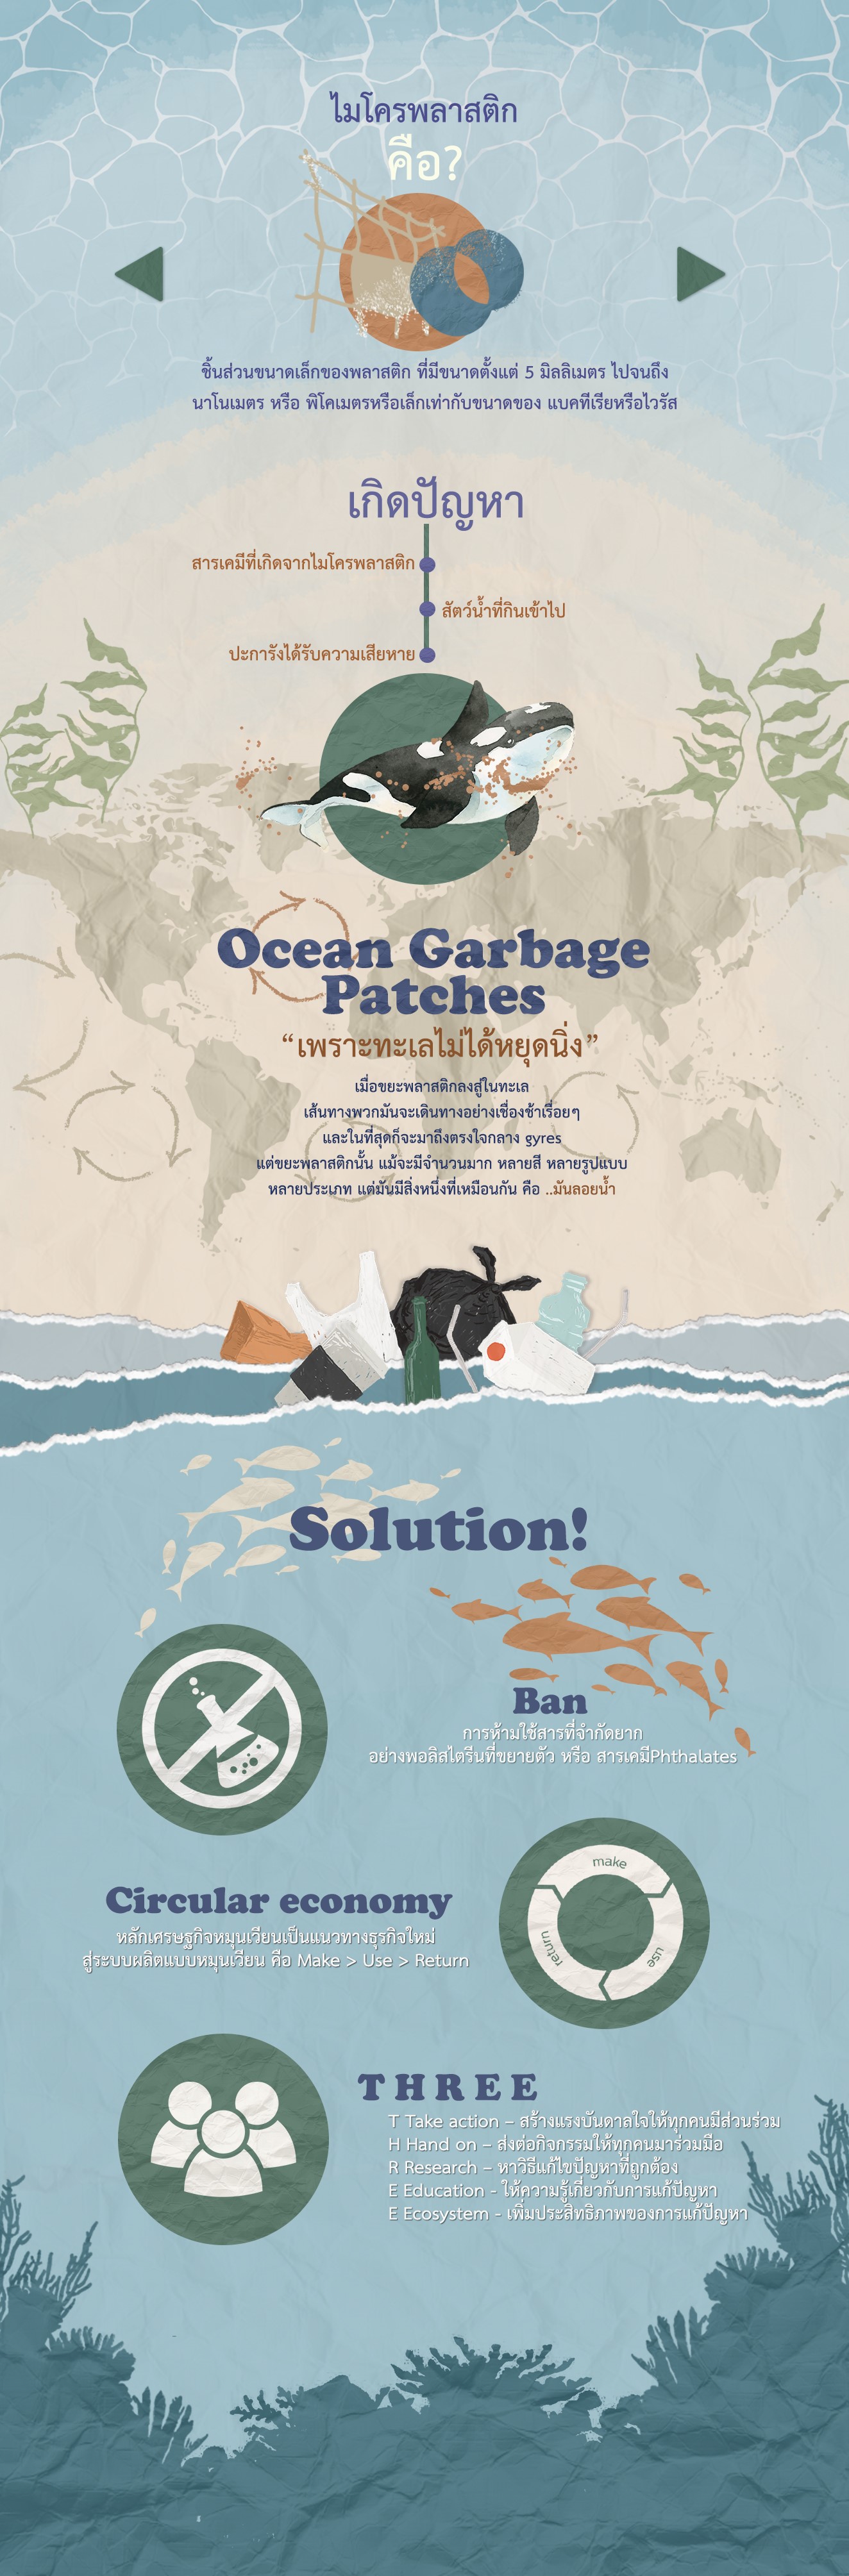 ไมโครพลาสติก
คือ?
ชิ้นส่วนขนาดเล็กของพลาสติก ที่มีขนาดตั้งแต่ 5 มิลลิเมตร ไปจนถึง
นาโนเมตร หรือ พิโคเมตรหรือเล็กเท่ากับขนาดของ แบคทีเรียหรือไวรัส
เกิดปัญหา
สารเคมีที่เกิดจากไมโครพลาสติก
สัตว์น้ำที่กินเข้าไป
ปะการังได้รับความเสียหาย
Ocean Garbage
Patches
“เพราะทะเลไม่ได้หยุดนิ่ง”
เมื่อขยะพลาสติกลงสู่ในทะเล
เส้นทางพวกมันจะเดินทางอย่างเชื่องช้าเรื่อยๆ
และในที่สุดก็จะมาถึงตรงใจกลาง gyres
แต่ขยะพลาสติกนั้น แม้จะมีจำนวนมาก หลายสี หลายรูปแบบ
หลายประเภท แต่มันมีสิ่งหนึ่งที่เหมือนกัน คือ ..มันลอยน้ำ
Solution!
Ban
การห้ามใช้สารที่จำกัดยาก
อย่างพอลิสไตรีนที่ขยายตัว หรือ สารเคมีPhthalates
Circular economy
หลักเศรษฐกิจหมุนเวียนเป็นแนวทางธุรกิจใหม่
สู่ระบบผลิตแบบหมุนเวียน คือ Make > Use > Return
make
use
return
THREE
T Take action – สร้างแรงบันดาลใจให้ทุกคนมีส่วนร่วม
H Hand on – ส่งต่อกิจกรรมให้ทุกคนมาร่วมมือ
R Research – หาวิธีแก้ไขปัญหาที่ถูกต้อง
E Education - ให้ความรู้เกี่ยวกับการแก้ปัญหา
E Ecosystem - เพิ่มประสิทธิภาพของการแก้ปัญหา